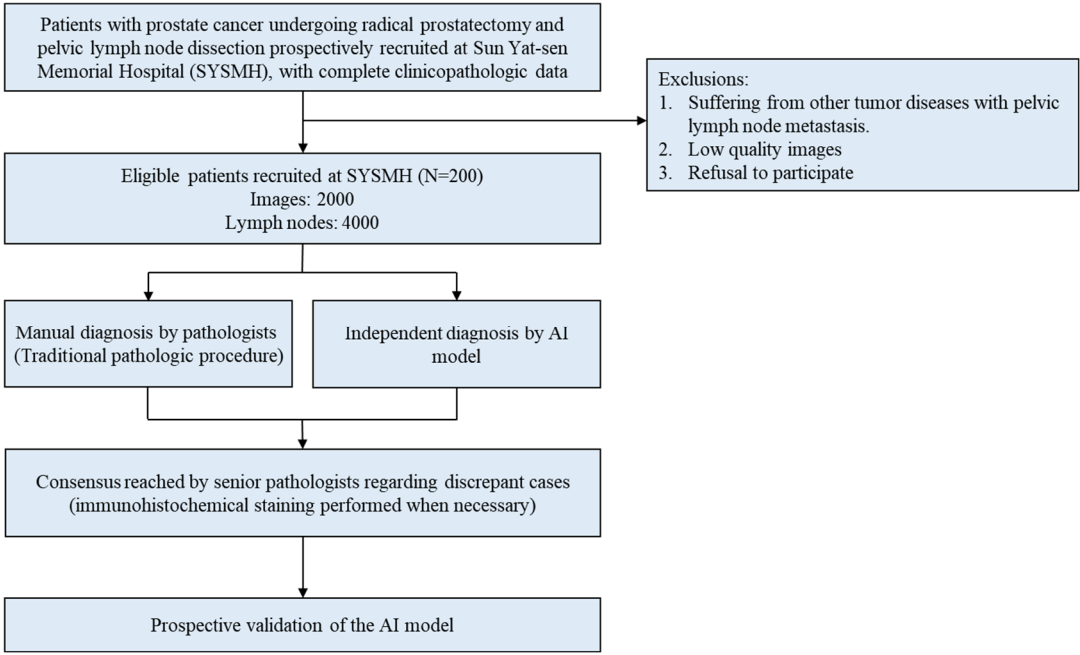 Patients with prostate cancer undergoing radical prostatectomy and
pelvic lymph node dissection prospectively recruited at Sun Yat-sen
Memorial Hospital (SYSMH), with complete clinicopathologic data
Exclusions:
1. Suffering from other tumor diseases with pelvic
lymph node metastasis.
2. Low quality images
3. Refusal to participate
Eligible patients recruited at SYSMH (N=200)
Images: 2000
Lymph nodes: 4000
Manual diagnosis by pathologists
(Traditional pathologic procedure)
Independent diagnosis by AI
model
Consensus reached by senior pathologists regarding discrepant cases
(immunohistochemical staining performed when necessary)
Prospective validation of the AI model